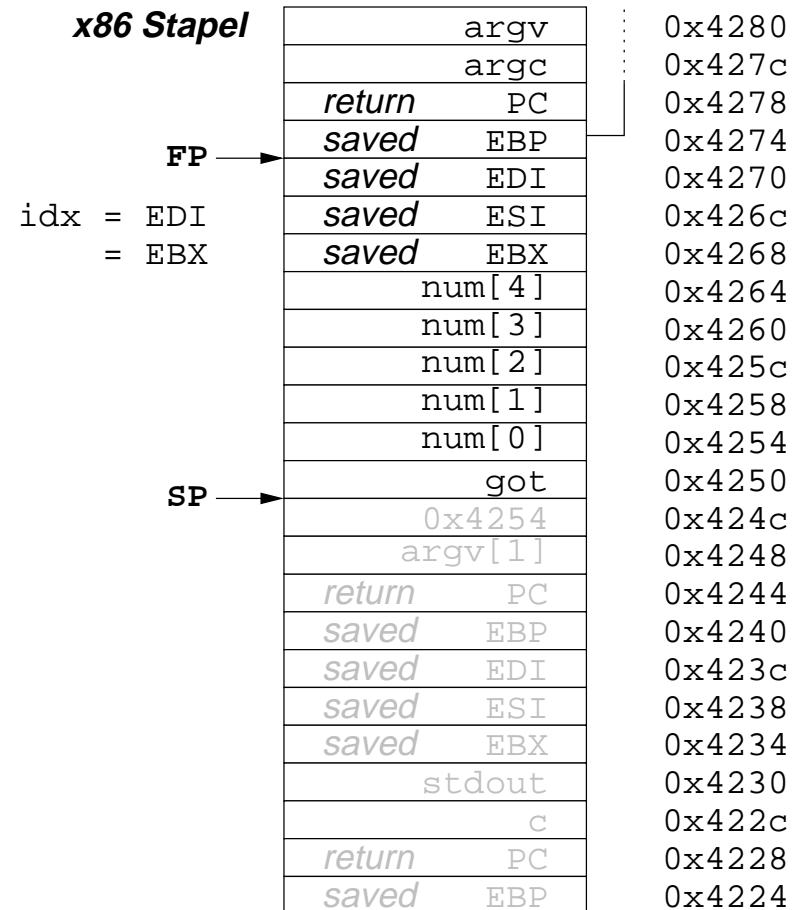 x86 Stapel argv 0x4280
argc 0x427c
return PC 0x4278
saved EBP 0x4274
FP
saved EDI 0x4270
idx = EDI saved ESI 0x426c
= EBX saved EBX 0x4268
num[4] 0x4264
num[3] 0x4260
num[2] 0x425c
num[1] 0x4258
num[0] 0x4254
got 0x4250
SP
0x4254 0x424c
argv[1] 0x4248
return PC 0x4244
saved EBP 0x4240
saved EDI 0x423c
saved ESI 0x4238
saved EBX 0x4234
stdout 0x4230
c 0x422c
return PC 0x4228
saved EBP 0x4224